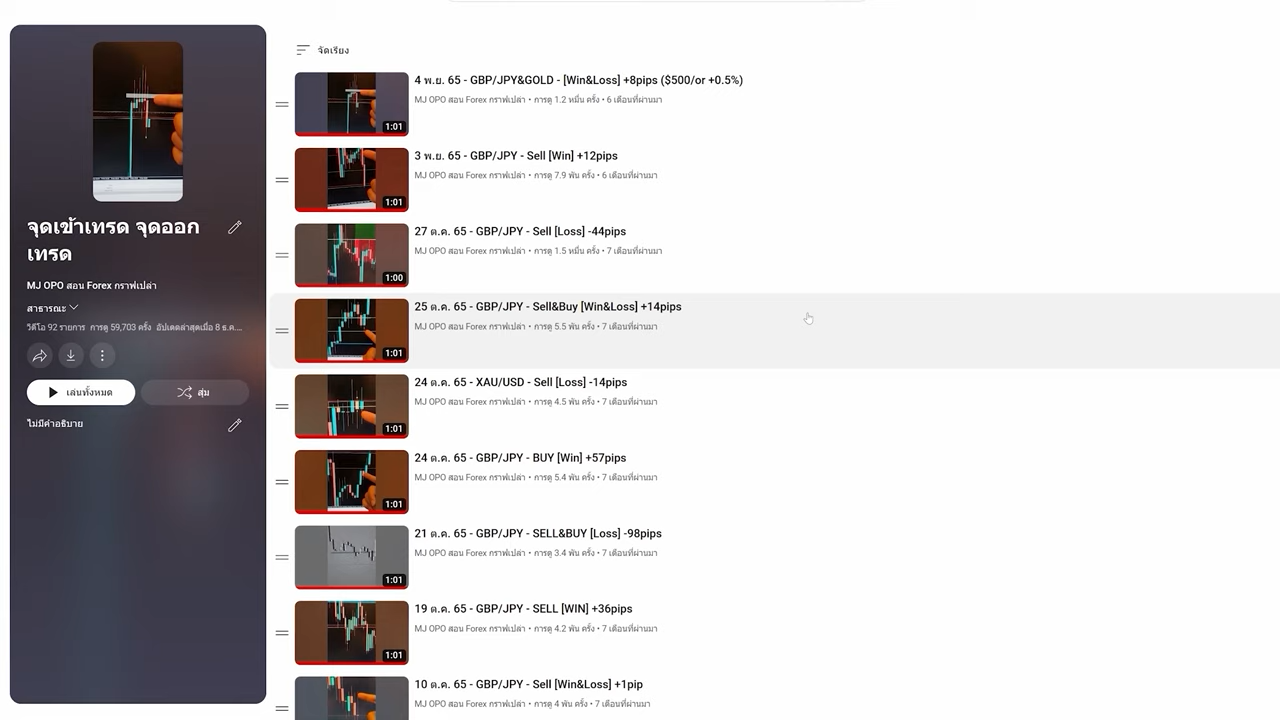 จัดเรียง
จุดเข้าเทรด จุดออก
เทรด
MJ OPO สอน Forex กราฟเปล่า
สาธารณะ
วิดีโอ 92 รายการ การดู 59,703 ครั้ง อัปเดตล่าสุดเมื่อ 8 ธ.ค....
เล่นทั้งหมด
สุ่ม
ไม่มีคำอธิบาย
4 พ.ย. 65 - GBP/JPY&GOLD - [Win&Loss] +8pips ($500/or +0.5%)
MJ OPO สอน Forex กราฟเปล่า • การดู 1.2 หมื่น ครั้ง • 6 เดือนที่ผ่านมา
1:01
3 พ.ย. 65 - GBP/JPY - Sell [Win] +12pips
MJ OPO สอน Forex กราฟเปล่า • การดู 7.9 พัน ครั้ง • 6 เดือนที่ผ่านมา
1:01
27 ต.ค. 65 - GBP/JPY - Sell [Loss] -44pips
MJ OPO สอน Forex กราฟเปล่า • การดู 1.5 หมื่น ครั้ง • 7 เดือนที่ผ่านมา
1:00
25 ต.ค. 65 - GBP/JPY - Sell&Buy [Win&Loss] +14pips
MJ OPO สอน Forex กราฟเปล่า • การดู 5.5 พัน ครั้ง • 7 เดือนที่ผ่านมา
1:01
24 ต.ค. 65 - XAU/USD - Sell [Loss] -14pips
MJ OPO สอน Forex กราฟเปล่า • การดู 4.5 พัน ครั้ง • 7 เดือนที่ผ่านมา
1:01
24 ต.ค. 65 - GBP/JPY - BUY [Win] +57pips
MJ OPO สอน Forex กราฟเปล่า • การดู 5.4 พัน ครั้ง • 7 เดือนที่ผ่านมา
1:01
21 ต.ค. 65 - GBP/JPY - SELL&BUY [Loss] -98pips
MJ OPO สอน Forex กราฟเปล่า • การดู 3.4 พัน ครั้ง • 7 เดือนที่ผ่านมา
1:01
19 ต.ค. 65 - GBP/JPY - SELL [WIN] +36pips
MJ OPO สอน Forex กราฟเปล่า • การดู 4.2 พัน ครั้ง • 7 เดือนที่ผ่านมา
1:01
10 ต.ค. 65 - GBP/JPY - Sell [Win&Loss] +1pip
MJ OPO สอน Forex กราฟเปล่า • การดู 4 พัน ครั้ง • 7 เดือนที่ผ่านมา